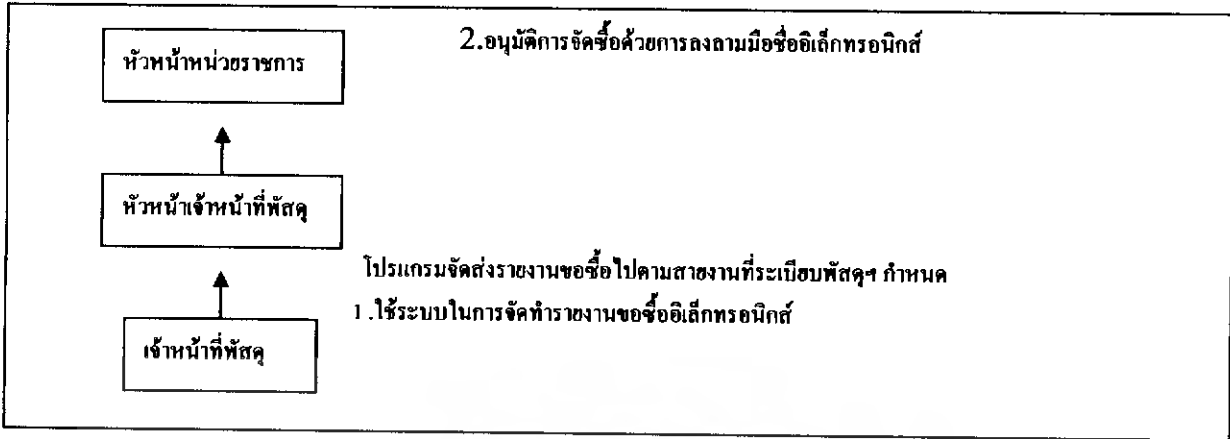 2.อนุมัติการจัดซื้อด้วยการลงลามมือชื่ออิเล็กทรอนิกส์
หัวหน้าหน่วยราชการ
หัวหน้าเจ้าหน้าที่พัสดุ
โปรแกรมจัดส่งรายงานขอซื้อไปตามสายงานที่ระเบียบพัสดุฯ กำหนด
1.ใช้ระบบในการจัดทำรายงานขอซื้ออิเล็กทรอนิกส์
เจ้าหน้าที่พัสดุ